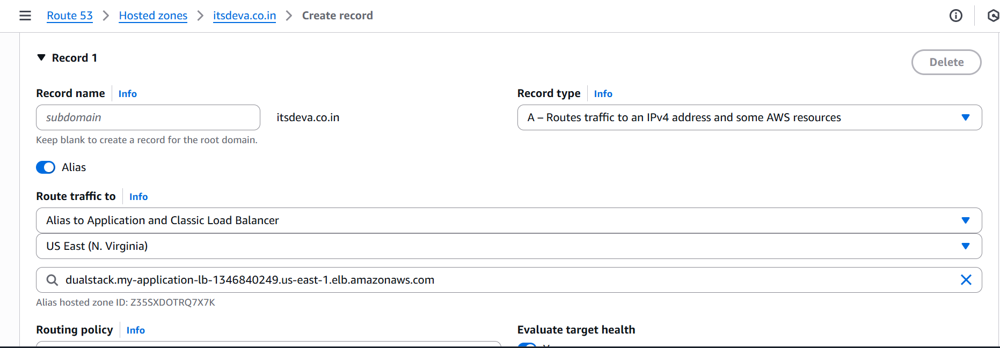 Route 53 > Hosted zones > itsdeva.co.in > Create record
Record 1
Delete
Record name Info
Record type Info
subdomain
itsdeva.co.in
A – Routes traffic to an IPv4 address and some AWS resources
Keep blank to create a record for the root domain.
Alias
Route traffic to Info
Alias to Application and Classic Load Balancer
US East (N. Virginia)
dualstack.my-application-lb-1346840249.us-east-1.elb.amazonaws.com
Alias hosted zone ID: Z35SXDOTRQ7X7K
Routing policy Info
Evaluate target health